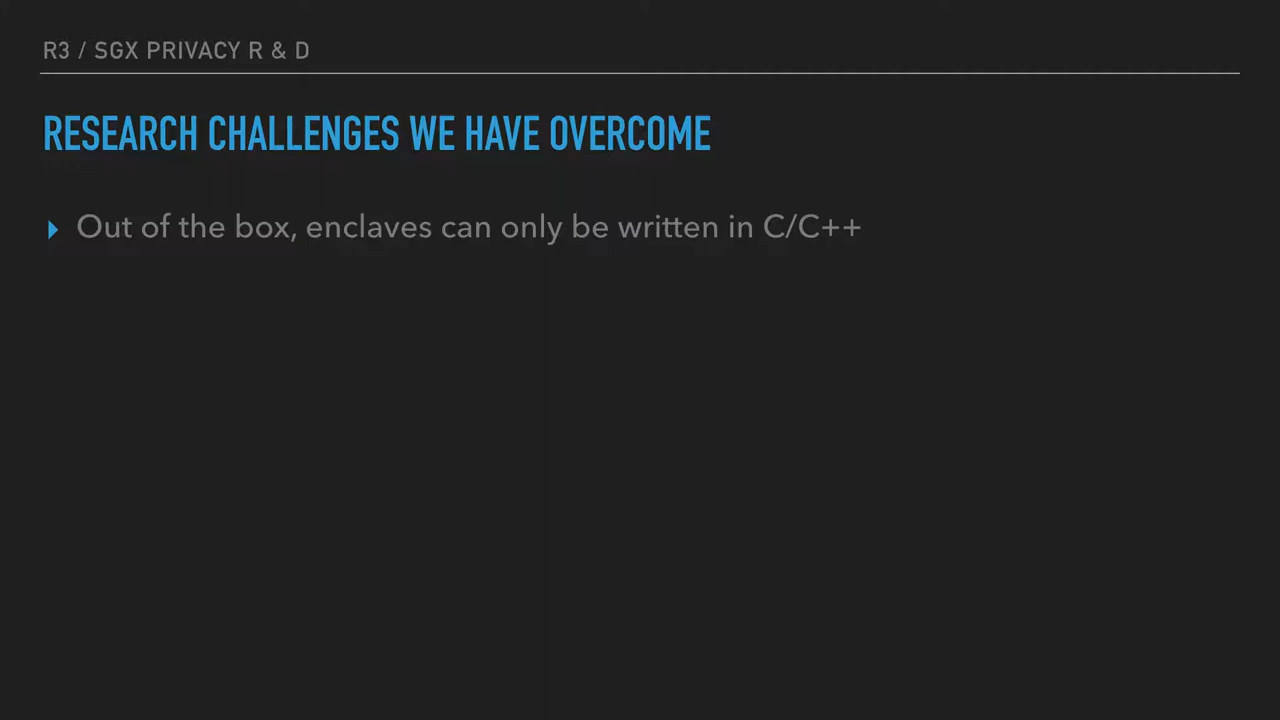 R3 / SGX PRIVACY R & D
RESEARCH CHALLENGES WE HAVE OVERCOME
Out of the box, enclaves can only be written in C/C++